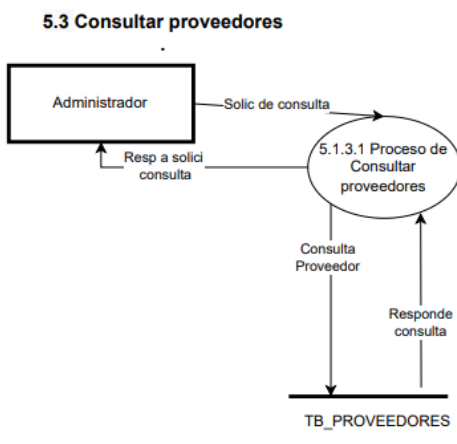 5.3 Consultar proveedores
Administrador
Solic de consulta
5.1.3.1 Proceso de
Consultar
proveedores
Resp a solici
consulta
Consulta
Proveedor
Responde
consulta
TB_PROVEEDORES